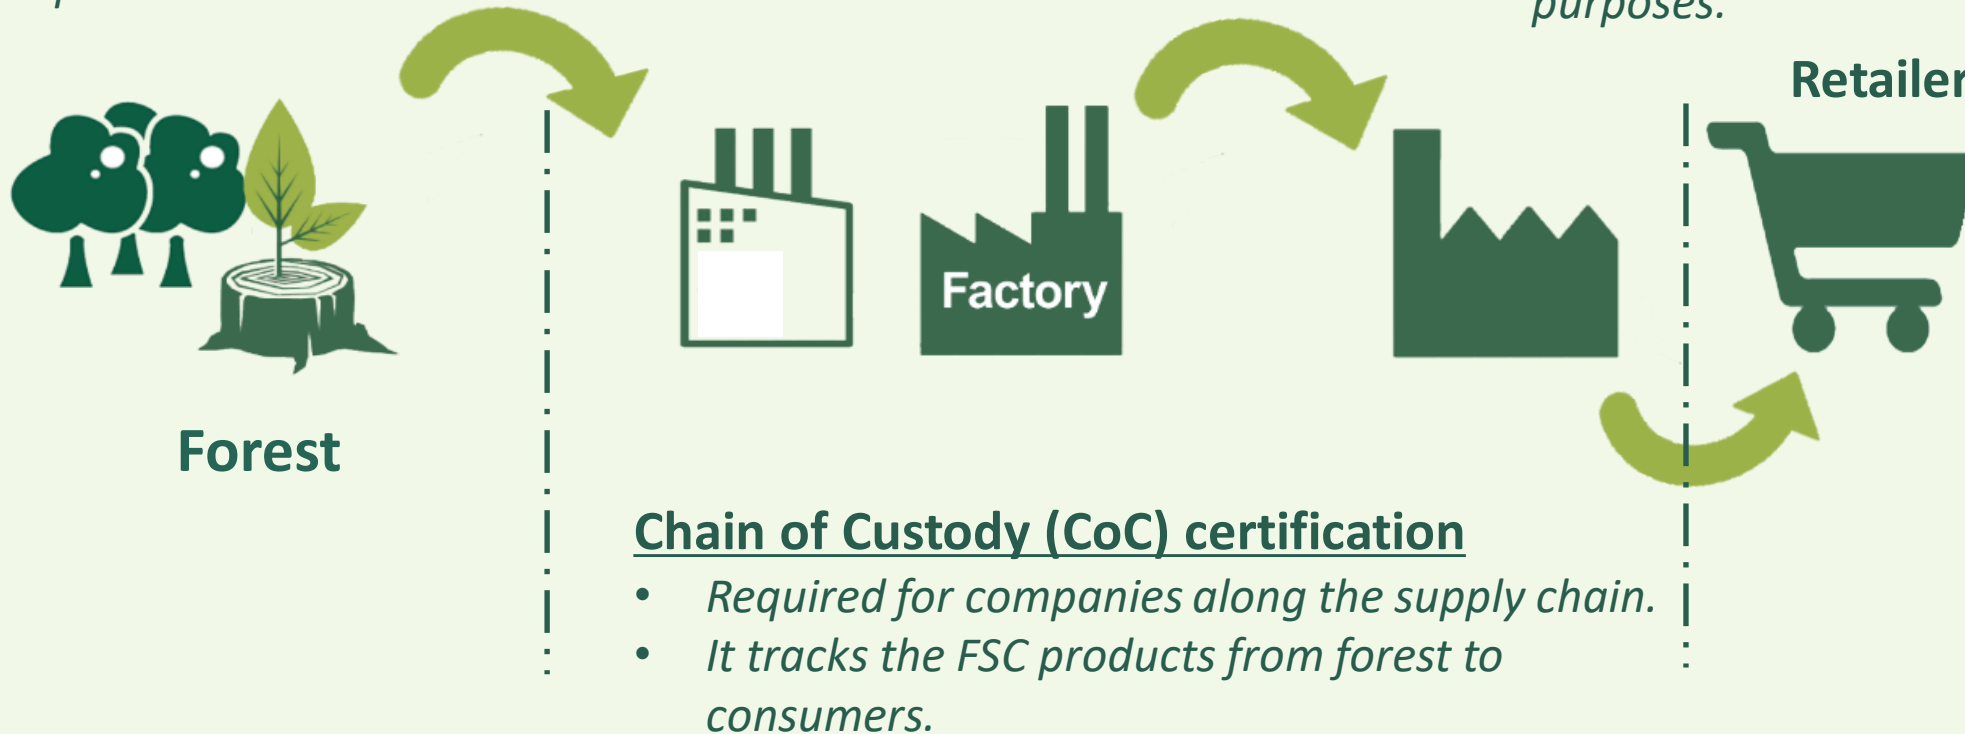 purposes.
Retailer
Factory
Forest
Chain of Custody (CoC) certification
• Required for companies along the supply chain.
• It tracks the FSC products from forest to
consumers.